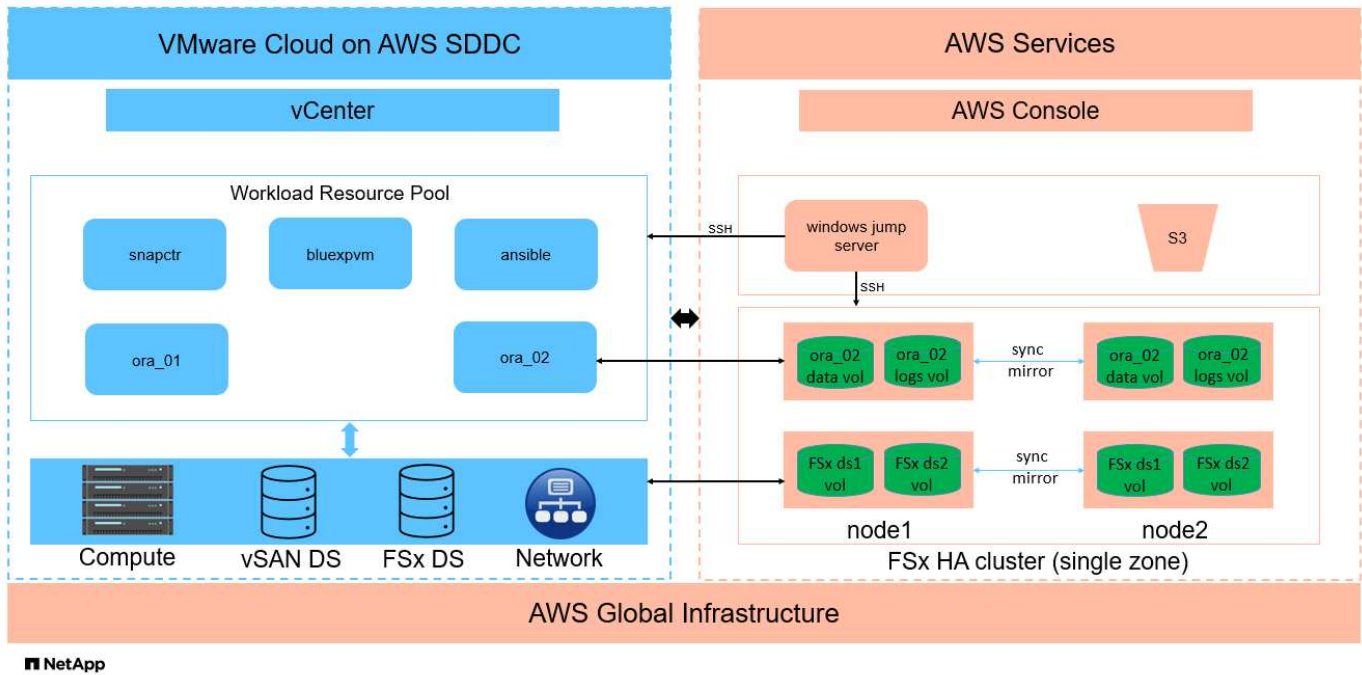 VMware Cloud on AWS SDDC
vCenter
Workload Resource Pool
snapctr
bluexpvm
ansible
ora_01
ora_02
Compute
vSAN DS
FSx DS
Network
AWS Services
AWS Console
SSH
windows jump
server
S3
SSH
ora_02
data vol
ora_02
logs vol
sync
mirror
ora_02
data vol
ora_02
logs vol
FSx ds1
vol
FSx ds2
vol
sync
mirror
FSx ds1
vol
FSx ds2
vol
node1
node2
FSx HA cluster (single zone)
AWS Global Infrastructure
NetApp